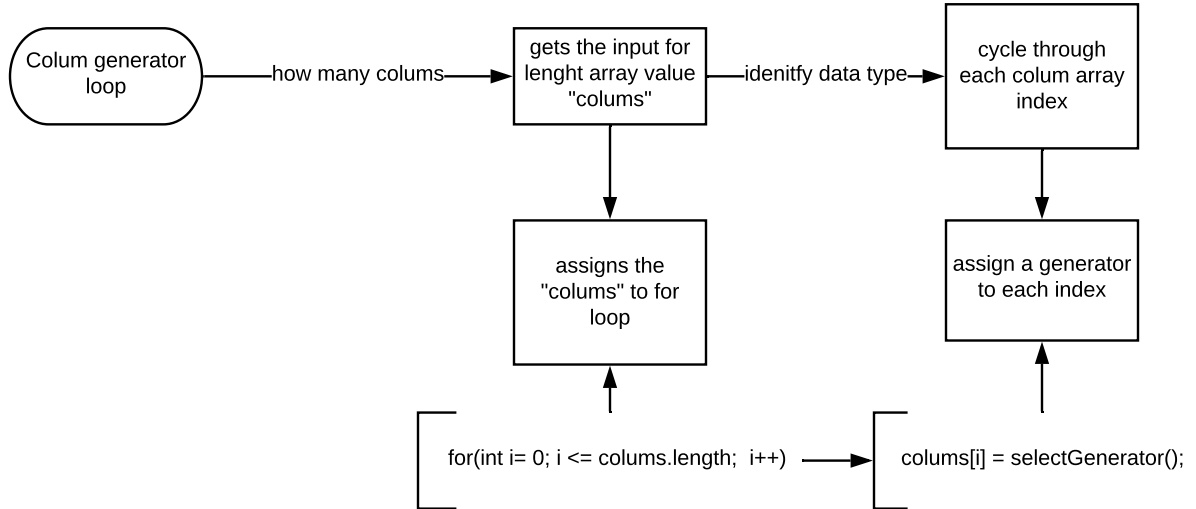 Colum generator
loop
how many colums
gets the input for
lenght array value
"colums"
idenitfy data type
cycle through
each colum array
index
assigns the
"colums" to for
loop
assign a generator
to each index
for(int i= 0; i <= colums.length;  i++)
colums[i] = selectGenerator();